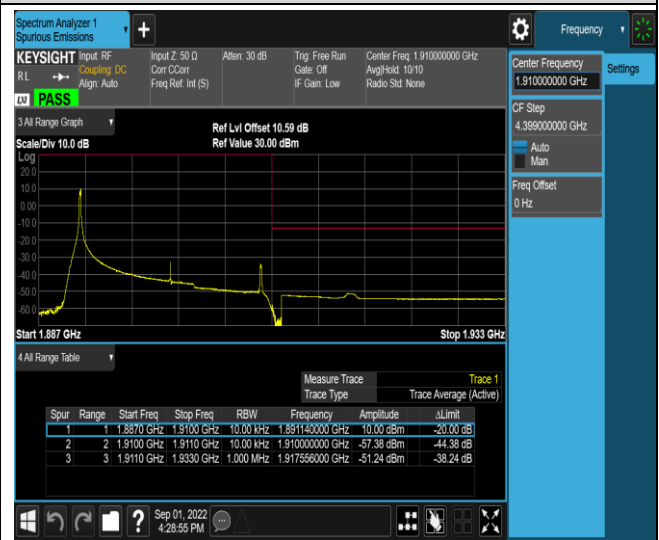 Spectrum Analyzer 1
Spurious Emissions
+
Frequency
KEYSIGHT
RL
Input: RF
Coupling: DC
Align: Auto
Input Z: 50 Ω
Corr CCorr
Freq Ref: Int (S)
Atten: 30 dB
Trig: Free Run
Gate: Off
IF Gain: Low
Center Freq: 1.910000000 GHz
Avg|Hold: 10/10
Radio Std: None
LXI
PASS
Center Frequency
1.910000000 GHz
Settings
CF Step
4.399000000 GHz
Auto
Man
Freq Offset
0 Hz
3 All Range Graph
Ref Lvl Offset 10.59 dB
Scale/Div 10.0 dB
Ref Value 30.00 dBm
Log
20.0
10.0
0.00
-10.0
-20.0
-30.0
-40.0
-50.0
-60.0
Start 1.887 GHz
Stop 1.933 GHz
4 All Range Table
Measure Trace Trace 1
Trace Type Trace Average (Active)
Spur Range Start Freq Stop Freq RBW Frequency Amplitude ΔLimit
1 1 1.8870 GHz 1.9100 GHz 10.00 kHz 1.891140000 GHz 10.00 dBm -20.00 dB
2 2 1.9100 GHz 1.9110 GHz 10.00 kHz 1.910000000 GHz -57.38 dBm -44.38 dB
3 3 1.9110 GHz 1.9330 GHz 1.000 MHz 1.917556000 GHz -51.24 dBm -38.24 dB
?
Sep 01, 2022
4:28:55 PM